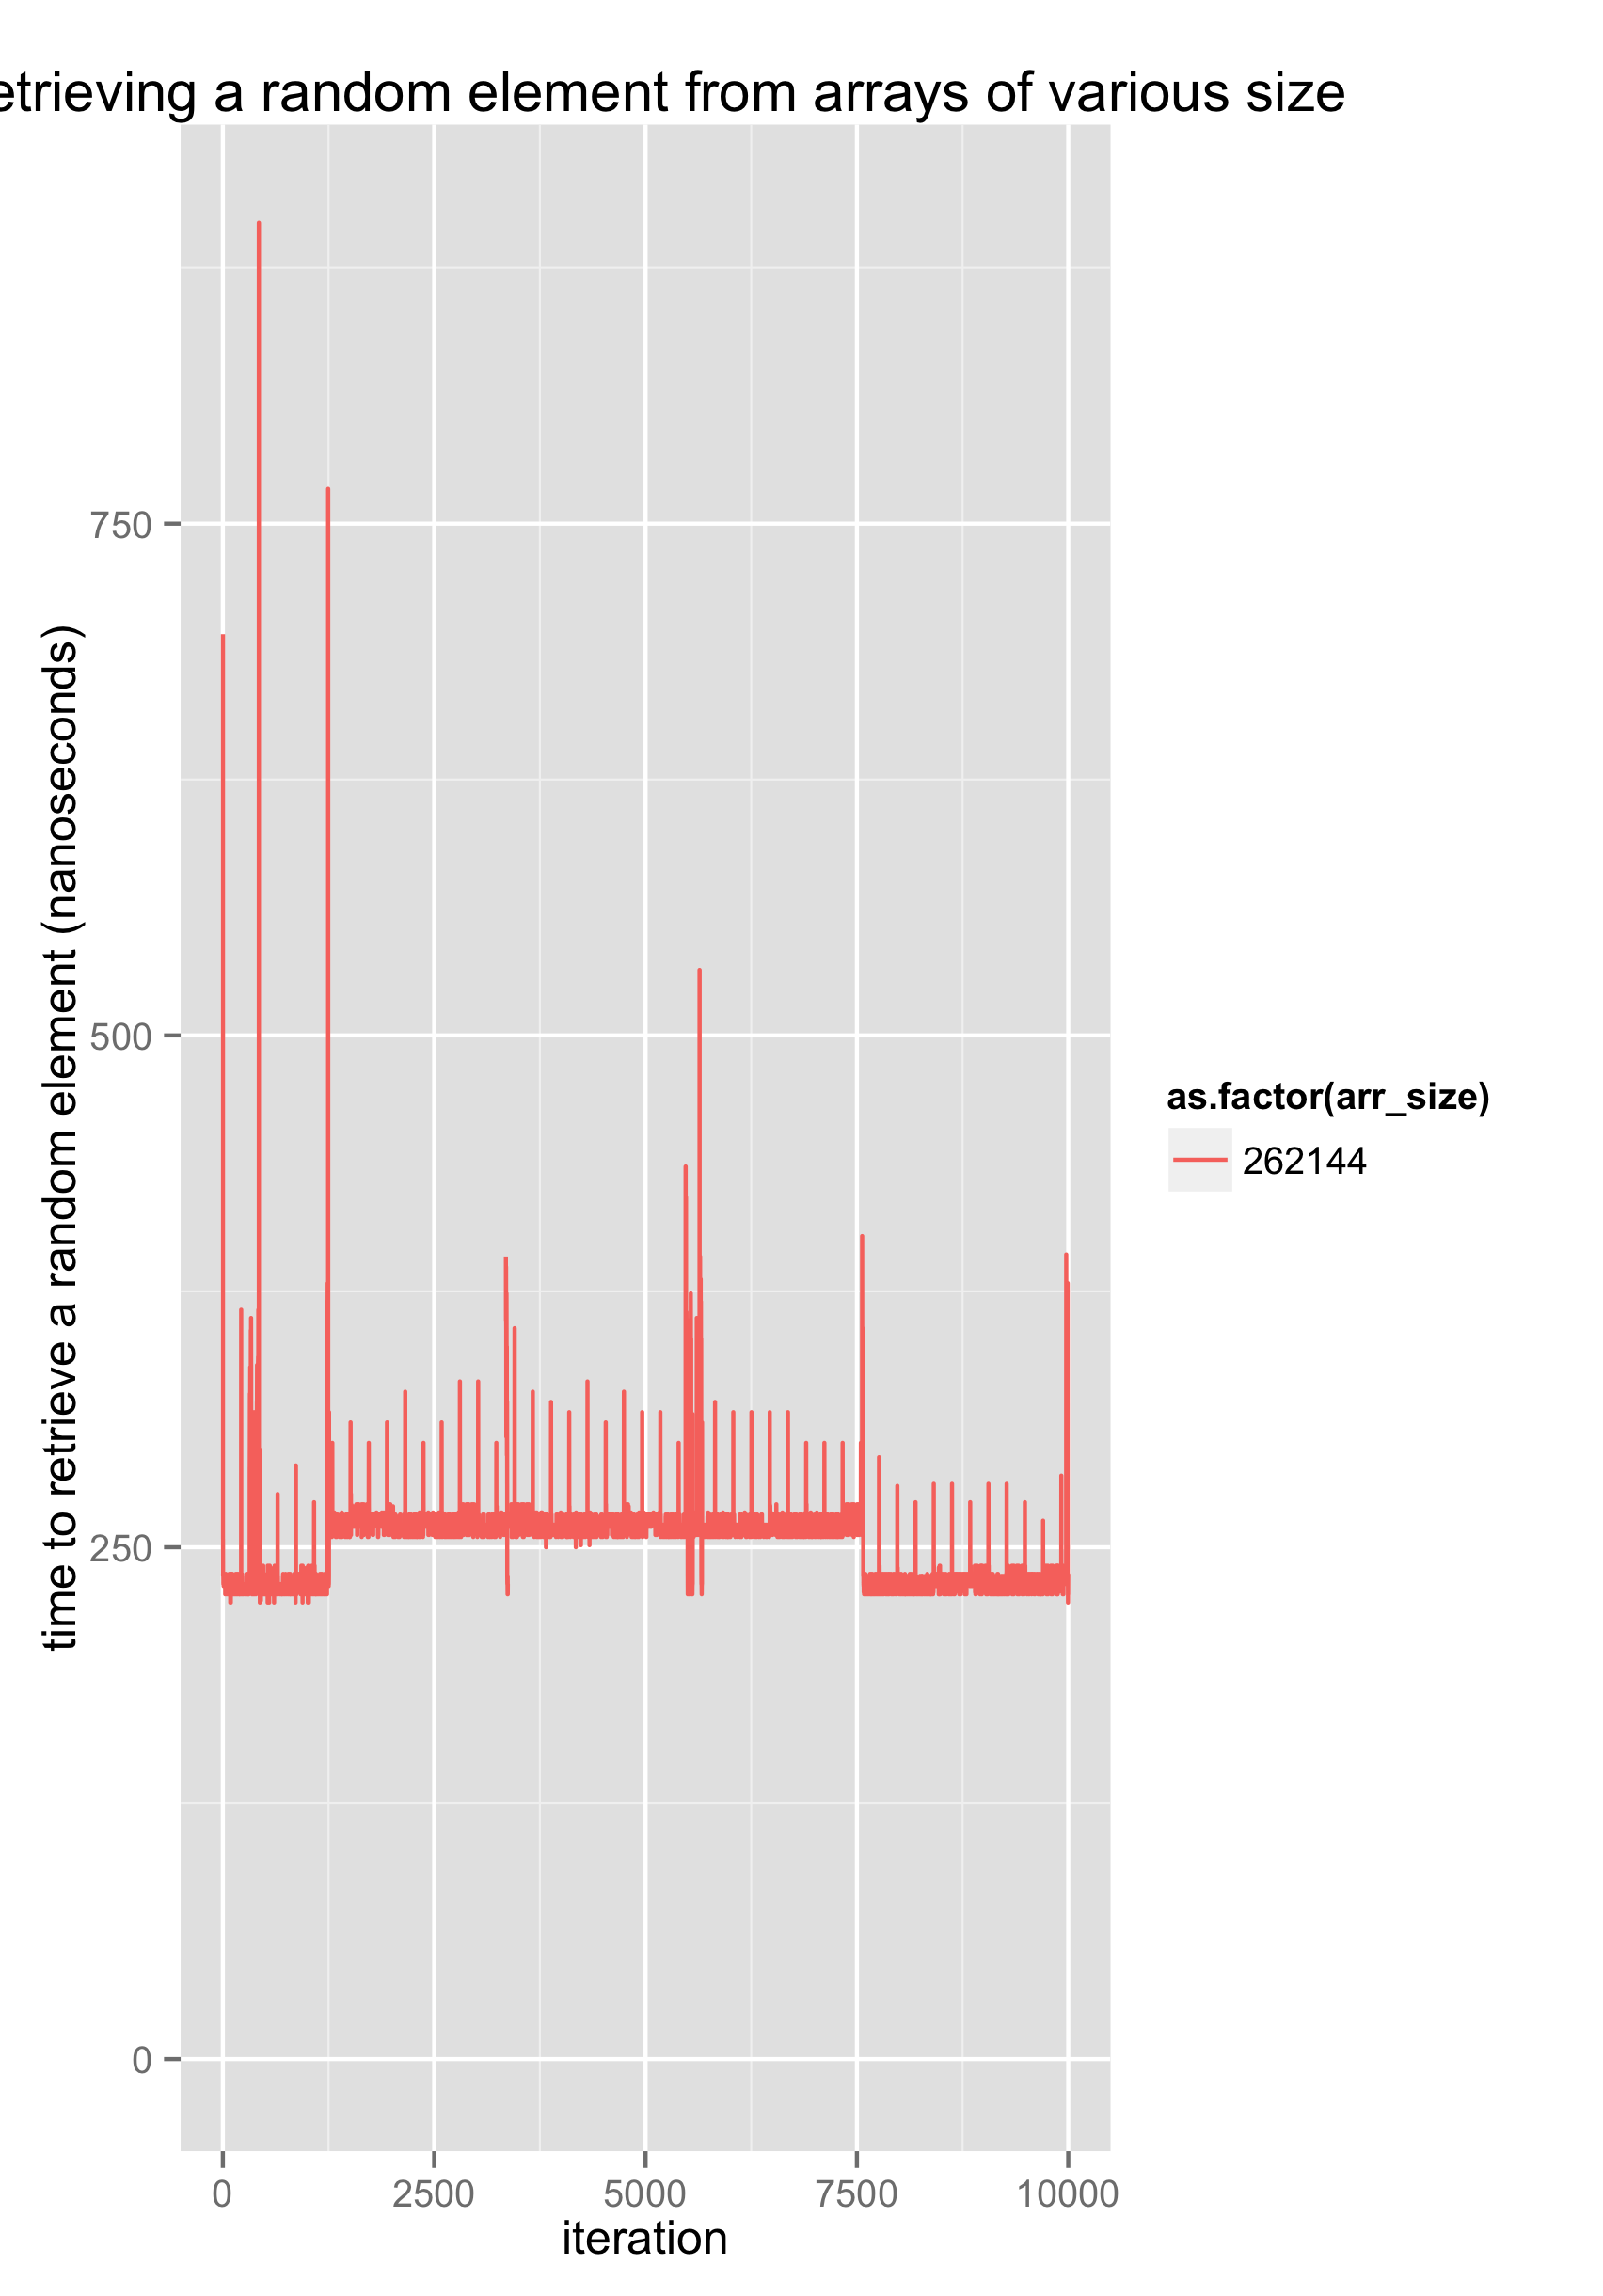 etrieving a random element from arrays of various size
time to retrieve a random element (nanoseconds)
750
500
250
0
0 2500 5000 7500 10000
iteration
as.factor(arr_size)
262144